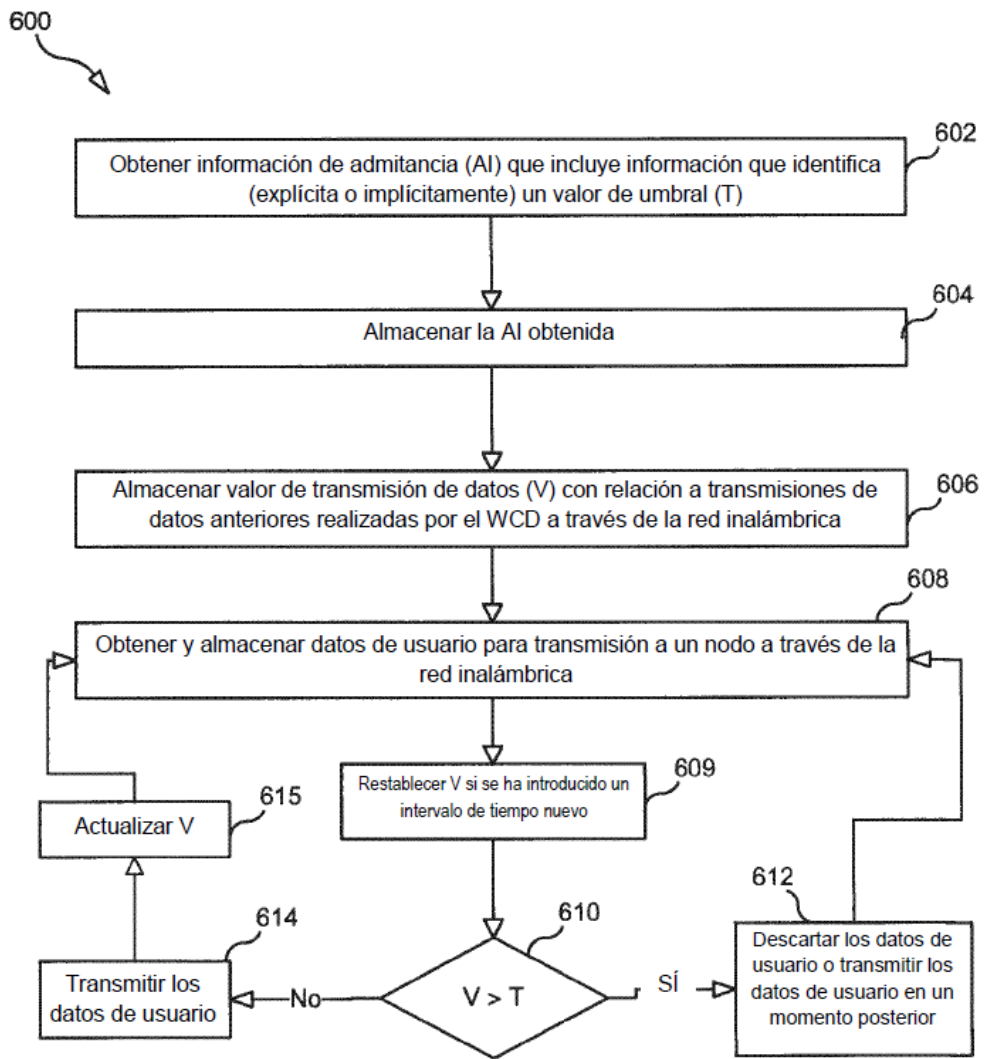 600
602
Obtener información de admitancia (AI) que incluye información que identifica
(explícita o implícitamente) un valor de umbral (T)
604
Almacenar la AI obtenida
Almacenar valor de transmisión de datos (V) con relación a transmisiones de
datos anteriores realizadas por el WCD a través de la red inalámbrica
606
608
Obtener y almacenar datos de usuario para transmisión a un nodo a través de la
red inalámbrica
609
Restablecer V si se ha introducido un
intervalo de tiempo nuevo
615
Actualizar V
614
Transmitir los
datos de usuario
No
610
V > T
SÍ
612
Descartar los datos de
usuario o transmitir los
datos de usuario en un
momento posterior